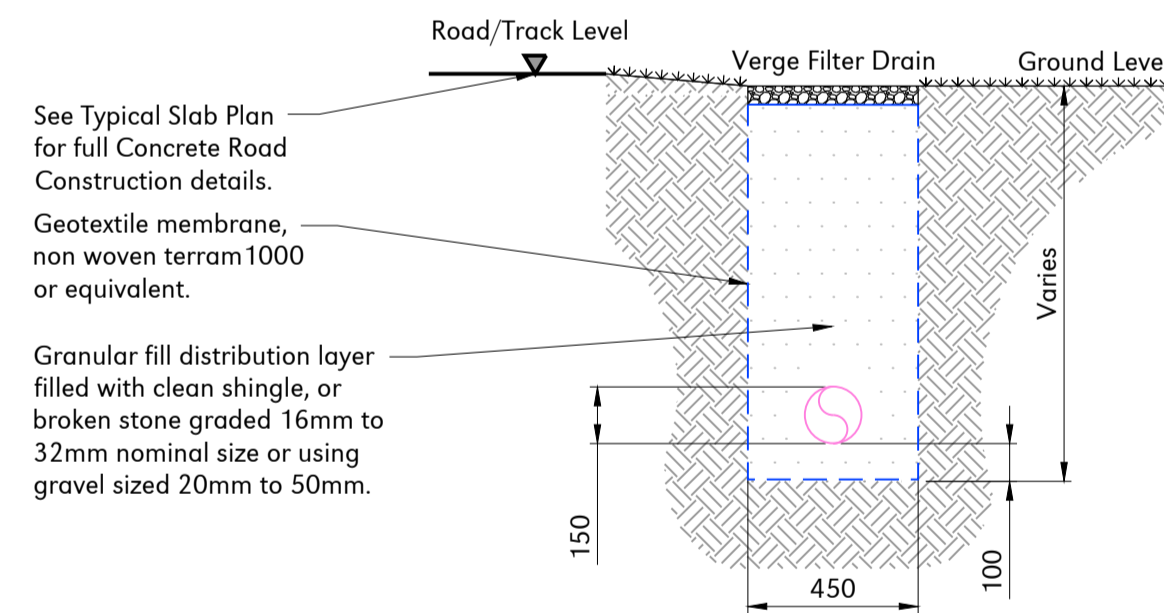 Road/Track Level
Verge Filter Drain
Ground Leve
See Typical Slab Plan
for full Concrete Road
Construction details.
Geotextile membrane,
non woven terram1000
or equivalent.
Granular fill distribution layer
filled with clean shingle, or
broken stone graded 16mm to
32mm nominal size or using
gravel sized 20mm to 50mm.
Varies
150
100
450